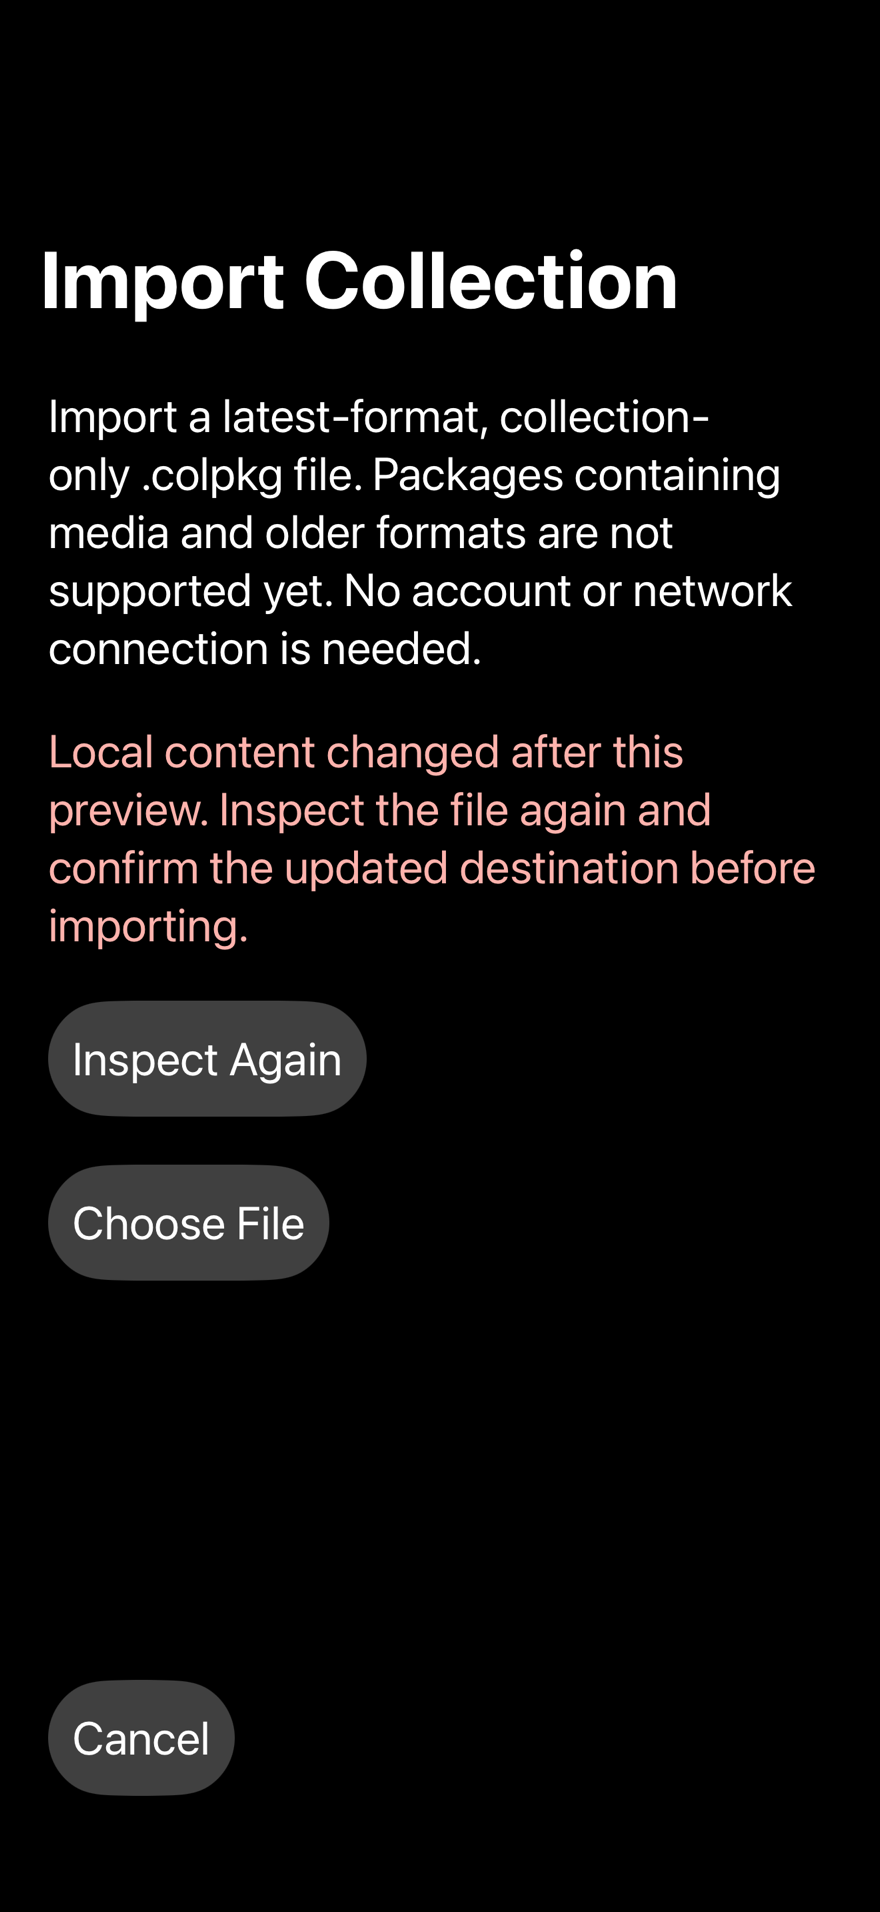 Import Collection
Import a latest-format, collection-
only .colpkg file. Packages containing
media and older formats are not
supported yet. No account or network
connection is needed.
Local content changed after this
preview. Inspect the file again and
confirm the updated destination before
importing.
Inspect Again
Choose File
Cancel